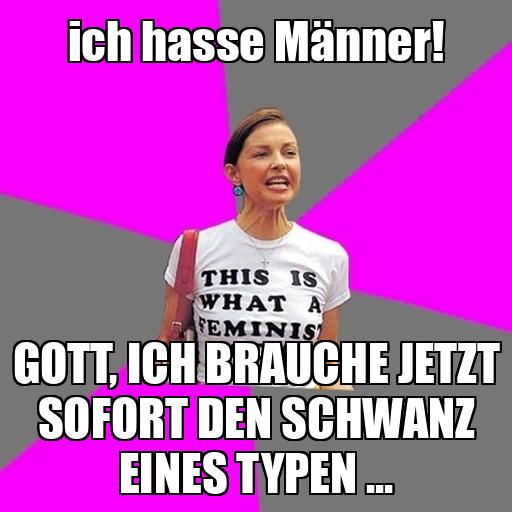 ich hasse Männer!
THIS IS
WHAT A
FEMINIST
GOTT, ICH BRAUCHE JETZT
SOFORT DEN SCHWANZ
EINES TYPEN ...